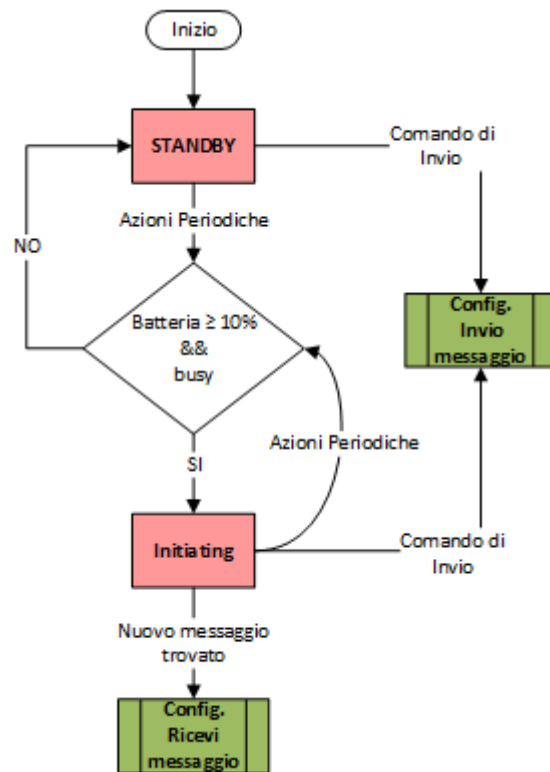 Inizio
STANDBY
Comando di
Invio
Azioni Periodiche
NO
Batteria ≥ 10%
&&
busy
Config.
Invio
messaggio
Azioni Periodiche
SI
Initiating
Comando di
Invio
Nuovo messaggio
trovato
Config.
Ricevi
messaggio